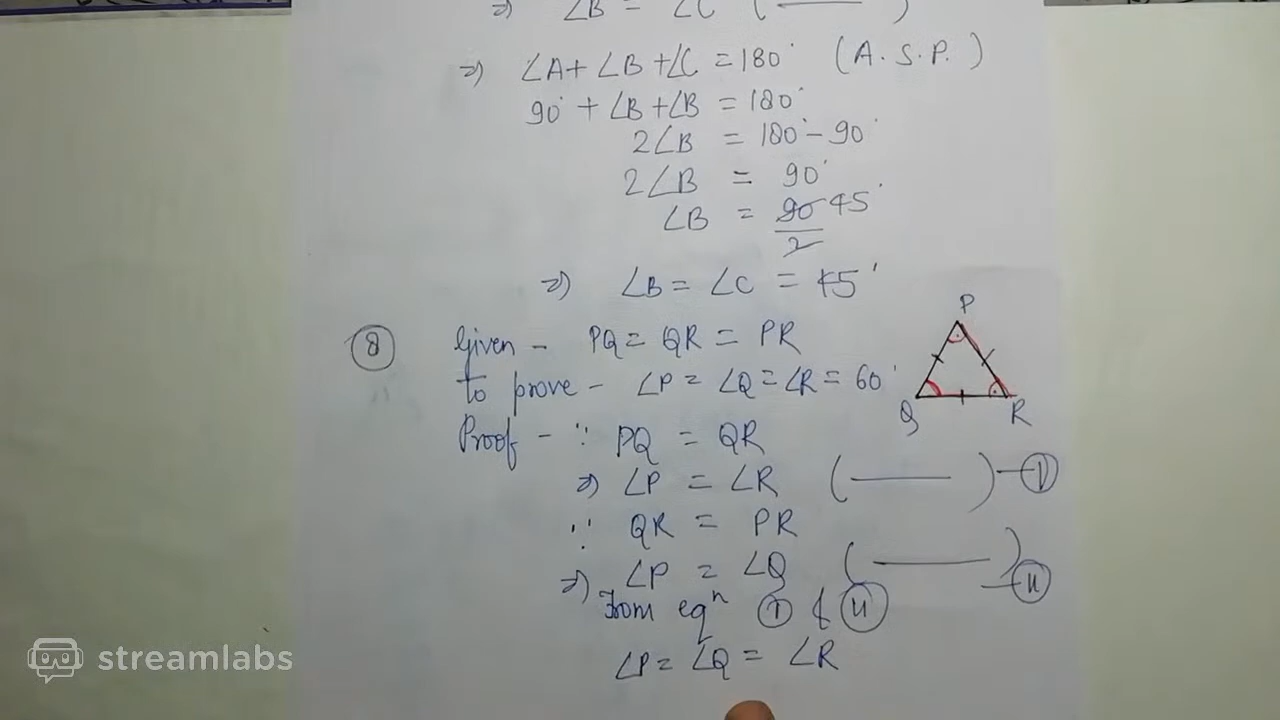 ⇒ ∠B = ∠C ( —— )
⇒ ∠A + ∠B + ∠C = 180° (A.S.P.)
90° + ∠B + ∠B = 180°
2∠B = 180° - 90°
2∠B = 90°
∠B = 90/2 45°
⇒ ∠B = ∠C = 45°
P
⑧ Given - PQ = QR = PR
to prove - ∠P = ∠Q = ∠R = 60°
Q R
Proof - ∵ PQ = QR
⇒ ∠P = ∠R ( —— ) — Ⓘ
∵ QR = PR
⇒ ∠P = ∠Q ( —— ) — ⓘⓘ
From eqⁿ Ⓘ & ⓘⓘ
∠P = ∠Q = ∠R
streamlabs